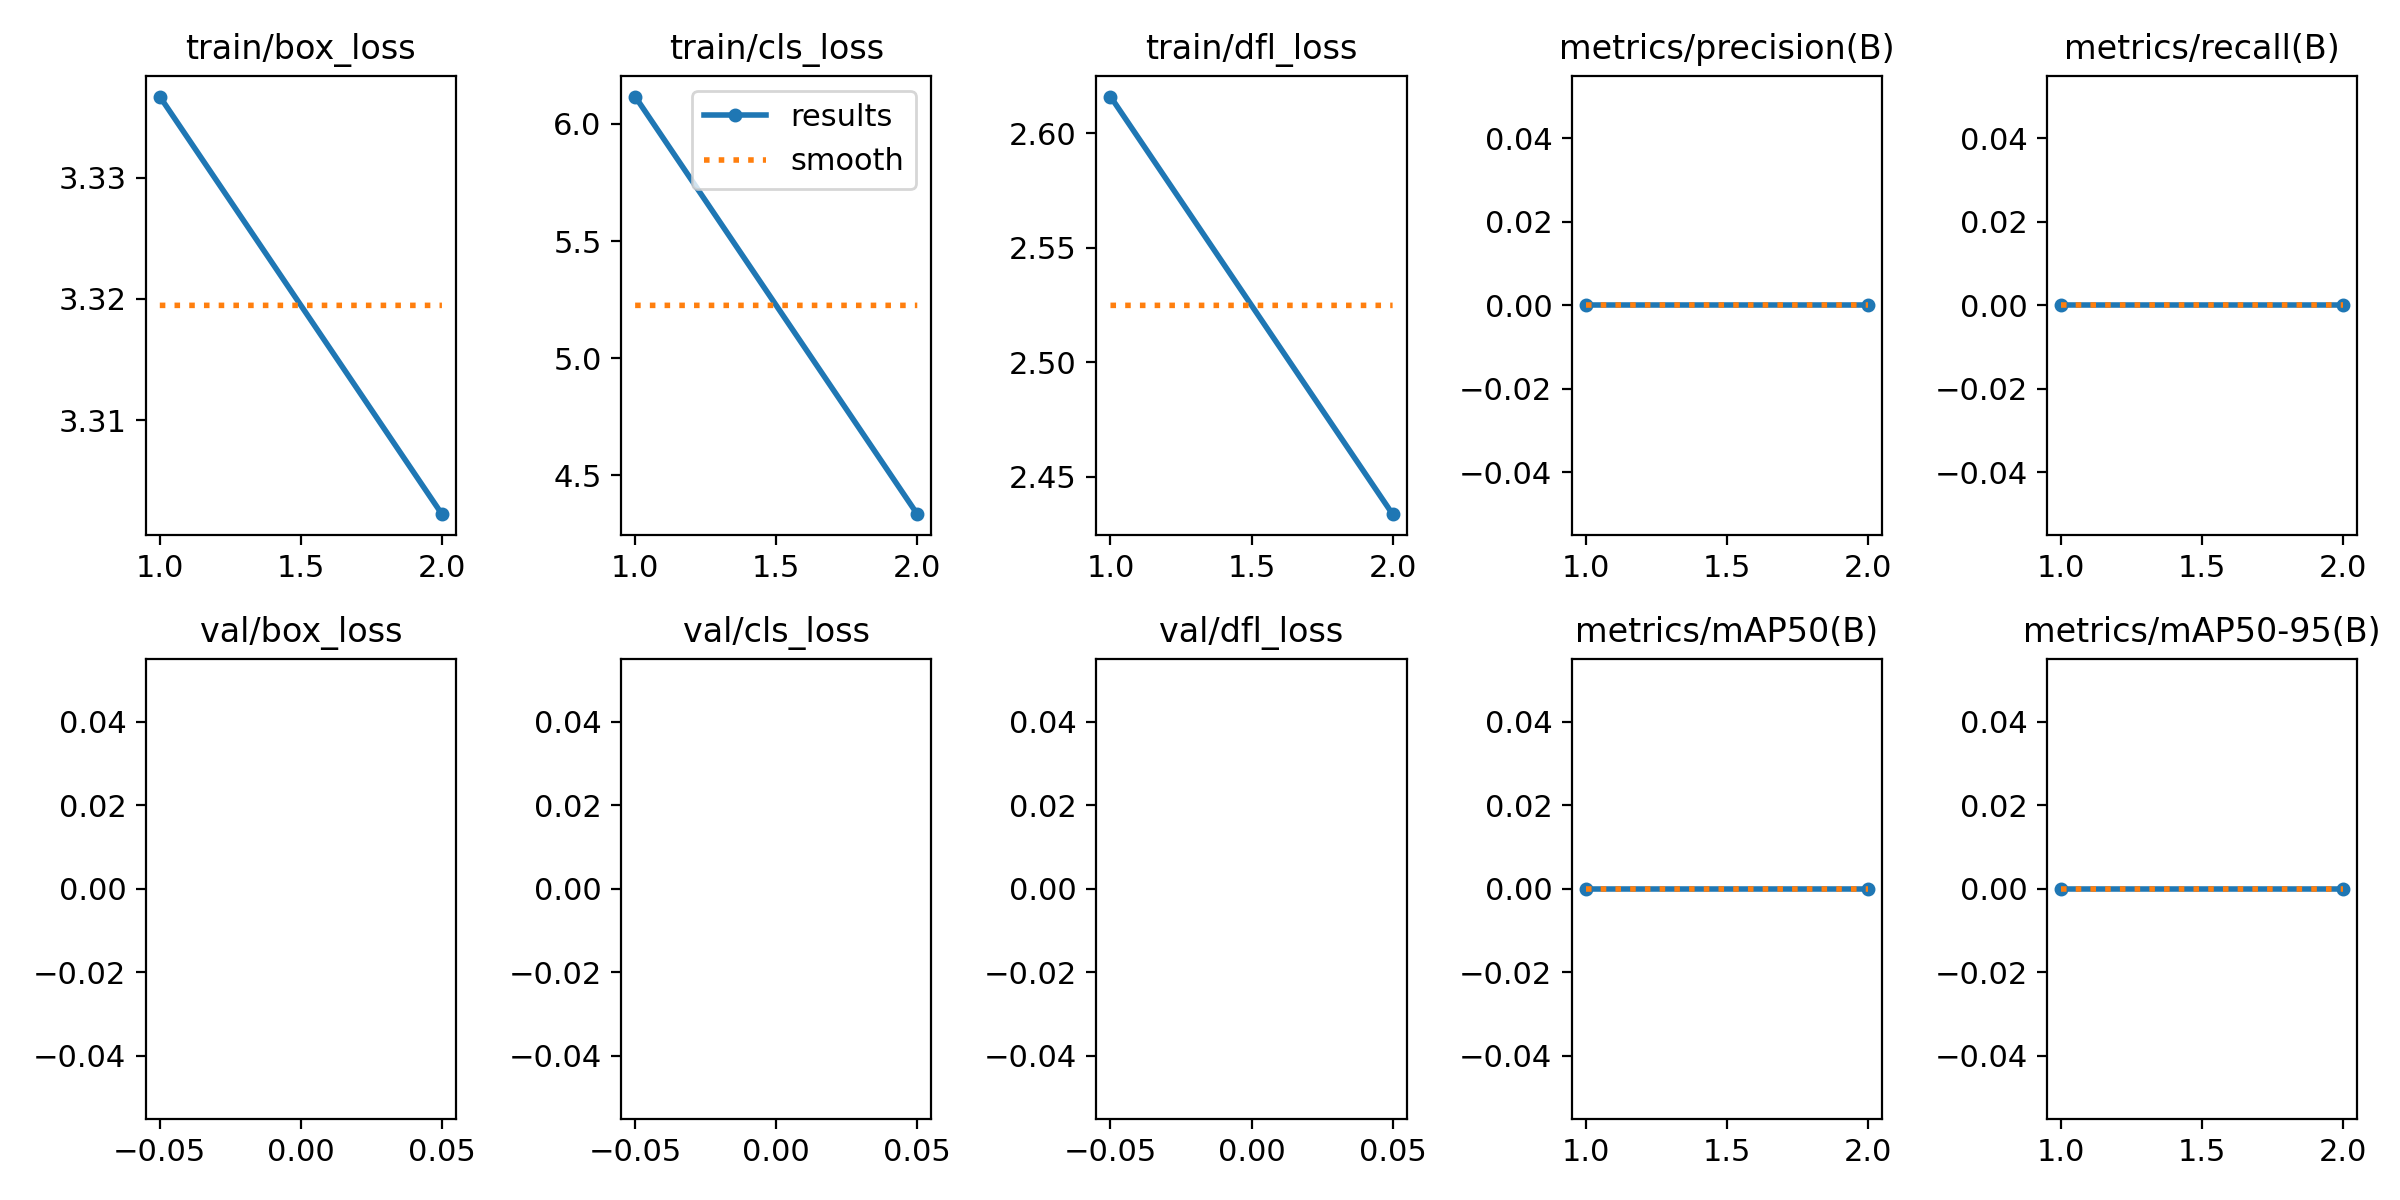 train/box_loss
3.33
3.32
3.31
1.0 1.5 2.0
train/cls_loss
results
smooth
6.0
5.5
5.0
4.5
1.0 1.5 2.0
train/dfl_loss
2.60
2.55
2.50
2.45
1.0 1.5 2.0
metrics/precision(B)
0.04
0.02
0.00
−0.02
−0.04
1.0 1.5 2.0
metrics/recall(B)
0.04
0.02
0.00
−0.02
−0.04
1.0 1.5 2.0
val/box_loss
0.04
0.02
0.00
−0.02
−0.04
−0.05 0.00 0.05
val/cls_loss
0.04
0.02
0.00
−0.02
−0.04
−0.05 0.00 0.05
val/dfl_loss
0.04
0.02
0.00
−0.02
−0.04
−0.05 0.00 0.05
metrics/mAP50(B)
0.04
0.02
0.00
−0.02
−0.04
1.0 1.5 2.0
metrics/mAP50-95(B)
0.04
0.02
0.00
−0.02
−0.04
1.0 1.5 2.0